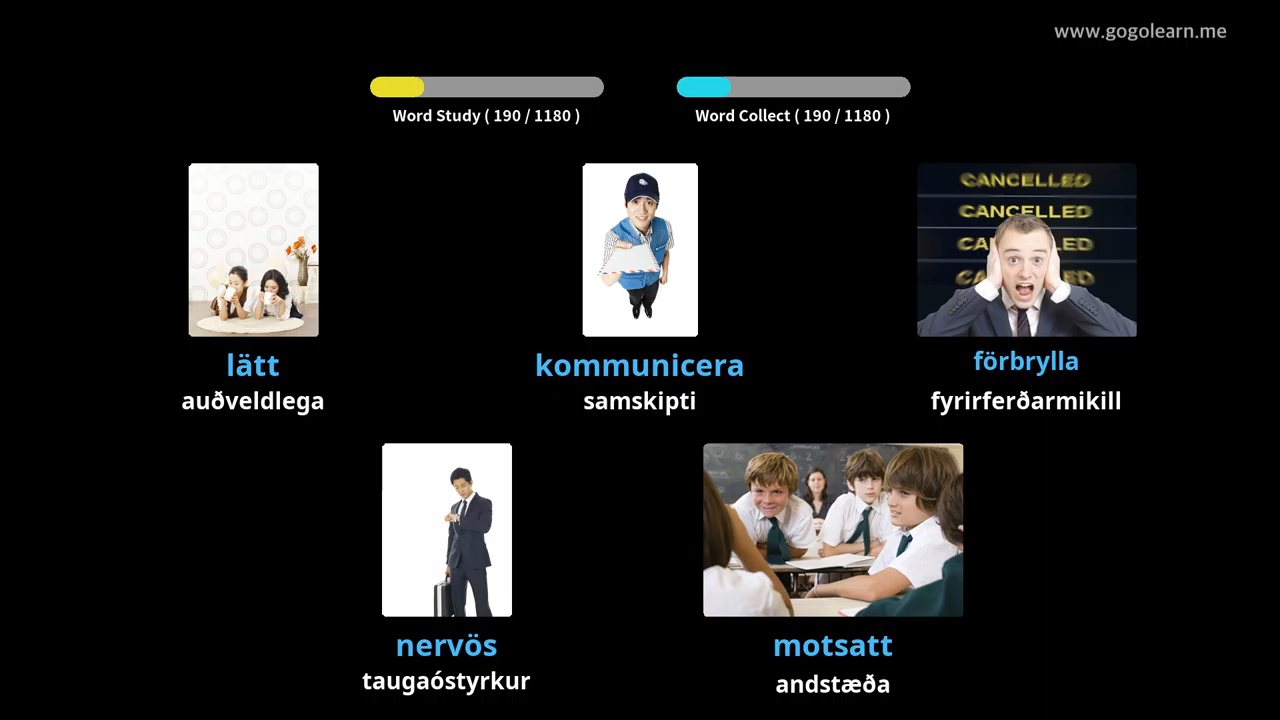 www.gogolearn.me
Word Study ( 190 / 1180 )
Word Collect ( 190 / 1180 )
CANCELLED
CANCELLED
lätt
auðveldlega
kommunicera
samskipti
förbrylla
fyrirferðarmikill
nervös
taugaóstyrkur
motsatt
andstæða